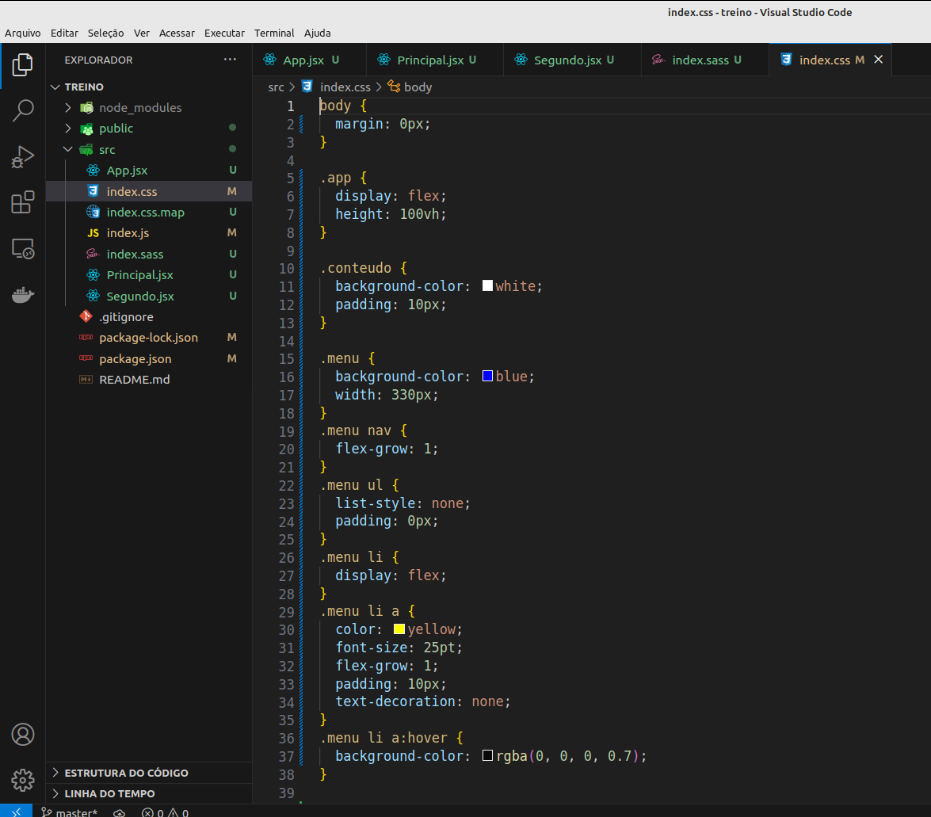 index.css - treino - Visual Studio Code
Arquivo Editar Seleção Ver Acessar Executar Terminal Ajuda
EXPLORADOR ...
TREINO
node_modules
public
src
App.jsx U
index.css M
index.css.map U
JS index.js M
index.sass U
Principal.jsx U
Segundo.jsx U
.gitignore
package-lock.json M
package.json M
README.md
ESTRUTURA DO CÓDIGO
LINHA DO TEMPO
App.jsx U Principal.jsx U Segundo.jsx U index.sass U index.css M
src > index.css > body
1 body {
2 margin: 0px;
3 }
4
5 .app {
6 display: flex;
7 height: 100vh;
8 }
9
10 .conteudo {
11 background-color: white;
12 padding: 10px;
13 }
14
15 .menu {
16 background-color: blue;
17 width: 330px;
18 }
19 .menu nav {
20 flex-grow: 1;
21 }
22 .menu ul {
23 list-style: none;
24 padding: 0px;
25 }
26 .menu li {
27 display: flex;
28 }
29 .menu li a {
30 color: yellow;
31 font-size: 25pt;
32 flex-grow: 1;
33 padding: 10px;
34 text-decoration: none;
35 }
36 .menu li a:hover {
37 background-color: rgba(0, 0, 0, 0.7);
38 }
39
master* 0 0